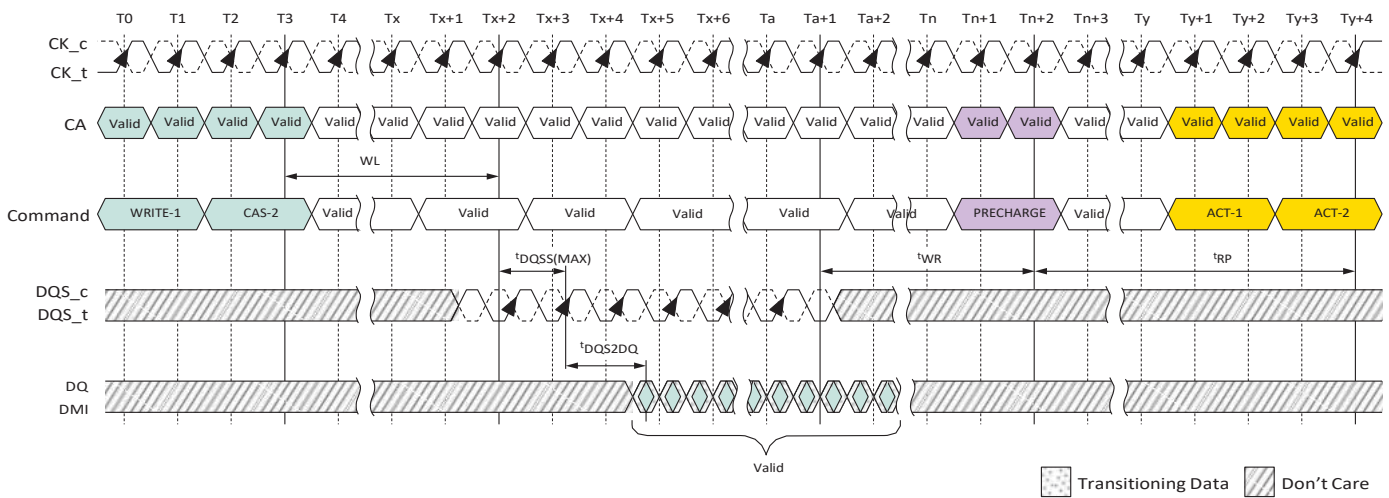 T0 T1 T2 T3 T4 Tx Tx+1 Tx+2 Tx+3 Tx+4 Tx+5 Tx+6 Ta Ta+1 Ta+2 Tn Tn+1 Tn+2 Tn+3 Ty Ty+1 Ty+2 Ty+3 Ty+4
CK_c
CK_t
CA Valid Valid Valid Valid Valid Valid Valid Valid Valid Valid Valid Valid Valid Valid Valid Valid Valid Valid Valid Valid Valid Valid Valid Valid
WL
Command WRITE-1 CAS-2 Valid Valid Valid Valid Valid Valid PRECHARGE Valid ACT-1 ACT-2
tDQSS(MAX) tWR tRP
DQS_c
DQS_t
tDQS2DQ
DQ
DMI
Valid
Transitioning Data Don't Care